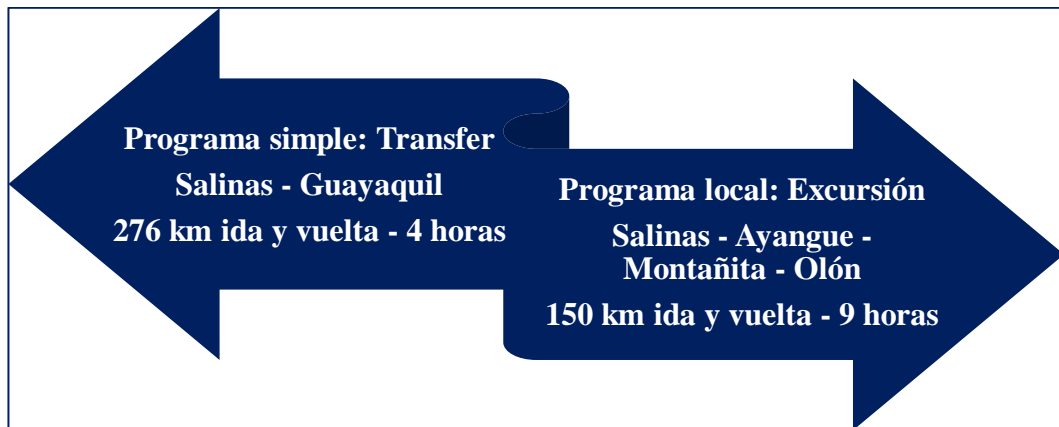 Programa simple: Transfer
Salinas - Guayaquil
276 km ida y vuelta - 4 horas
Programa local: Excursión
Salinas - Ayangue -
Montañita - Olón
150 km ida y vuelta - 9 horas